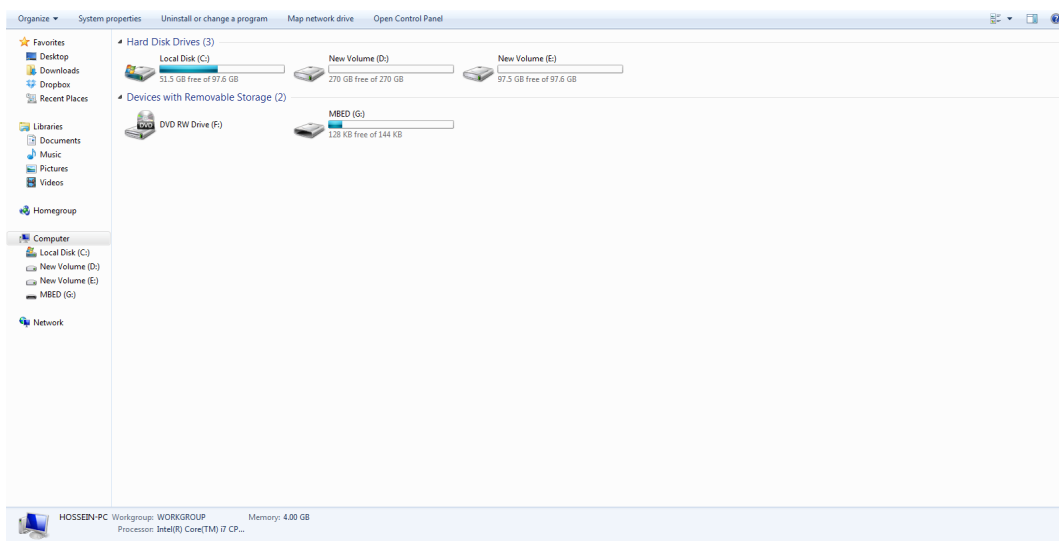 Organize System properties Uninstall or change a program Map network drive Open Control Panel
Favorites
Desktop
Downloads
Dropbox
Recent Places
Libraries
Documents
Music
Pictures
Videos
Homegroup
Computer
Local Disk (C:)
New Volume (D:)
New Volume (E:)
MBED (G:)
Network
Hard Disk Drives (3)
Local Disk (C:)
51.5 GB free of 97.6 GB
New Volume (D:)
270 GB free of 270 GB
New Volume (E:)
97.5 GB free of 97.6 GB
Devices with Removable Storage (2)
DVD
DVD RW Drive (F:)
MBED (G:)
128 KB free of 144 KB
HOSSEIN-PC Workgroup: WORKGROUP Memory: 4.00 GB
Processor: Intel(R) Core(TM) i7 CP...